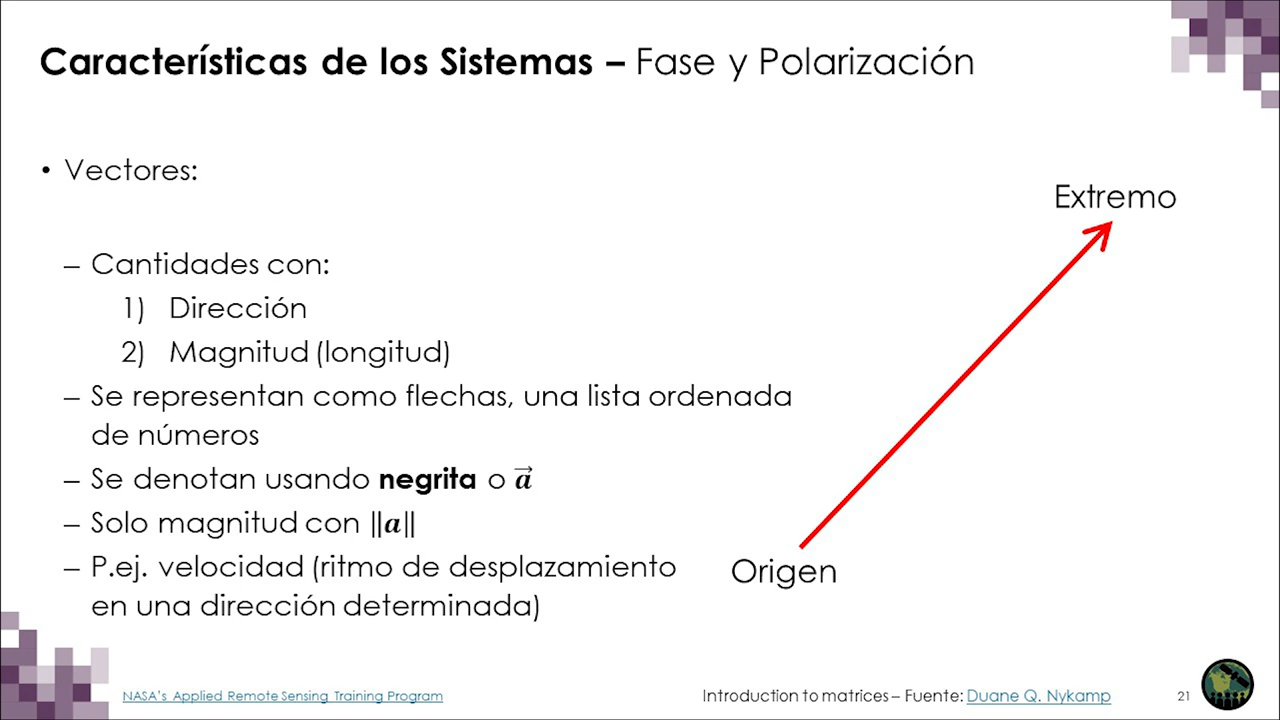 Características de los Sistemas – Fase y Polarización
• Vectores:
Extremo
– Cantidades con:
1) Dirección
2) Magnitud (longitud)
– Se representan como flechas, una lista ordenada
de números
– Se denotan usando negrita o a⃗
– Solo magnitud con ‖a‖
– P.ej. velocidad (ritmo de desplazamiento
en una dirección determinada)
Origen
NASA's Applied Remote Sensing Training Program
Introduction to matrices – Fuente: Duane Q. Nykamp
21